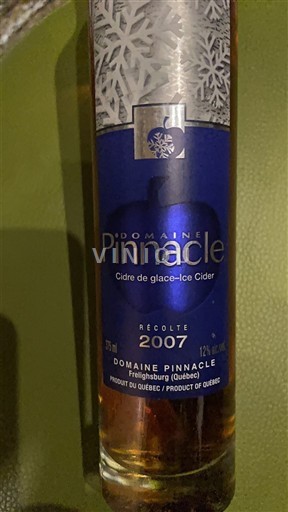 DOMAINE
Pinnacle
VINIQ
Cidre de glace–Ice Cider
RÉCOLTE
2007
375 ml
12% alc./vol.
DOMAINE PINNACLE
Frelighsburg (Québec)
PRODUIT DU QUÉBEC / PRODUCT OF QUÉBEC